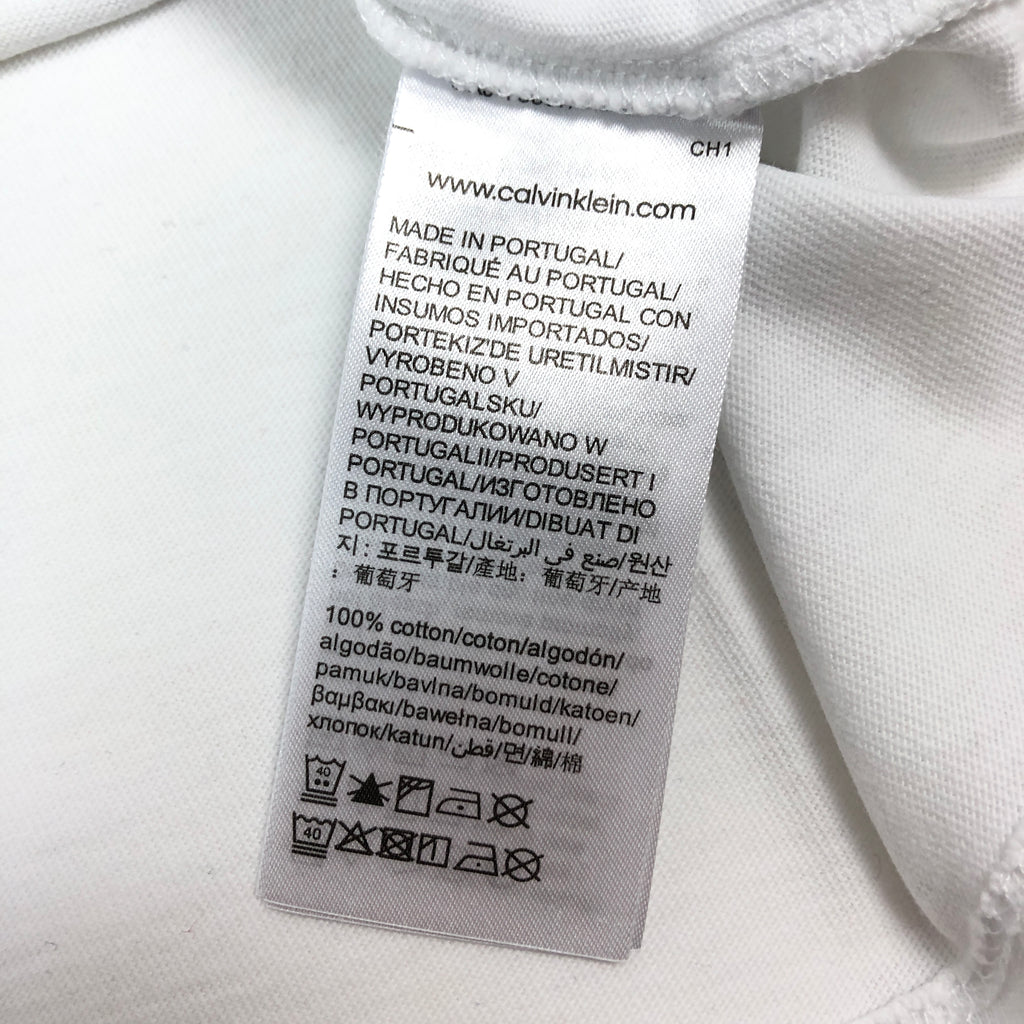 CH1
www.calvinklein.com
MADE IN PORTUGAL/
FABRIQUÉ AU PORTUGAL/
HECHO EN PORTUGAL CON
INSUMOS IMPORTADOS/
PORTEKIZ'DE URETILMISTIR/
VYROBENO V
PORTUGALSKU/
WYPRODUKOWANO W
PORTUGALII/PRODUSERT I
PORTUGAL/ИЗГОТОВЛЕНО
В ПОРТУГАЛИИ/DIBUAT DI
PORTUGAL/صنع في البرتغال/원산
지 : 포르투갈/產地：葡萄牙/产地
：葡萄牙
100% cotton/coton/algodón/
algodão/baumwolle/cotone/
pamuk/bavlna/bomuld/katoen/
βαμβακι/bawełna/bomull/
хлопок/katun/قطن/면/綿/棉
40
40